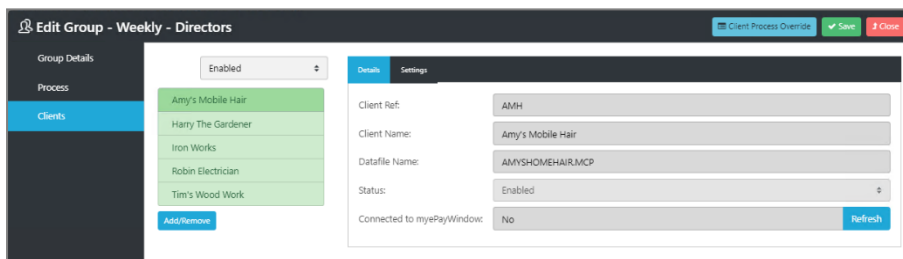 Edit Group - Weekly - Directors
Client Process Override
Save
Close
Group Details
Process
Clients
Enabled
Amy's Mobile Hair
Harry The Gardener
Iron Works
Robin Electrician
Tim's Wood Work
Add/Remove
Details
Settings
Client Ref: AMH
Client Name: Amy's Mobile Hair
Datafile Name: AMYSHOMEHAIR.MCP
Status: Enabled
Connected to myePayWindow: No Refresh